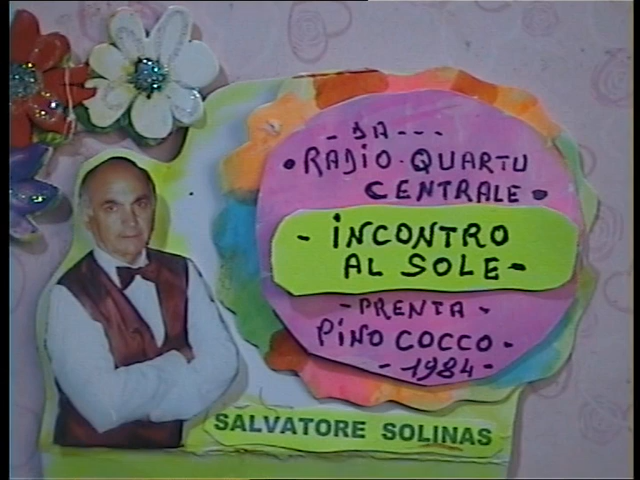 - DA - - -
• RADIO - QUARTU
CENTRALE •
- iNCONTRO
AL SOLE -
- PRENTA -
PiNO COCCO -
- 1984 -
SALVATORE SOLINAS